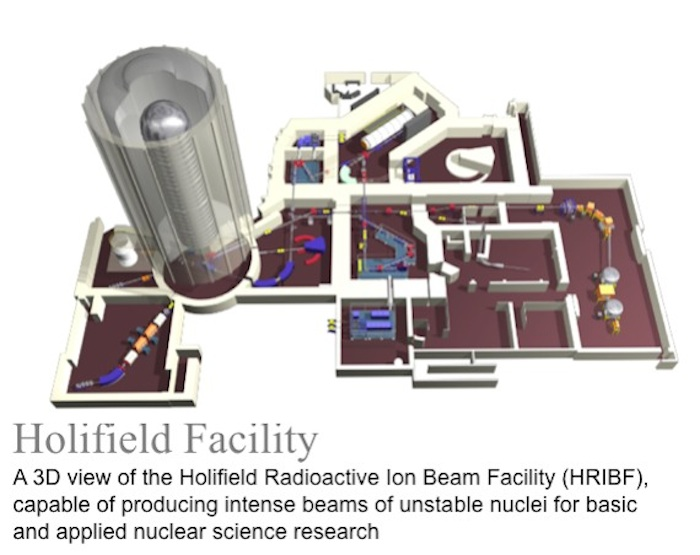 Holifield Facility
A 3D view of the Holifield Radioactive Ion Beam Facility (HRIBF),
capable of producing intense beams of unstable nuclei for basic
and applied nuclear science research